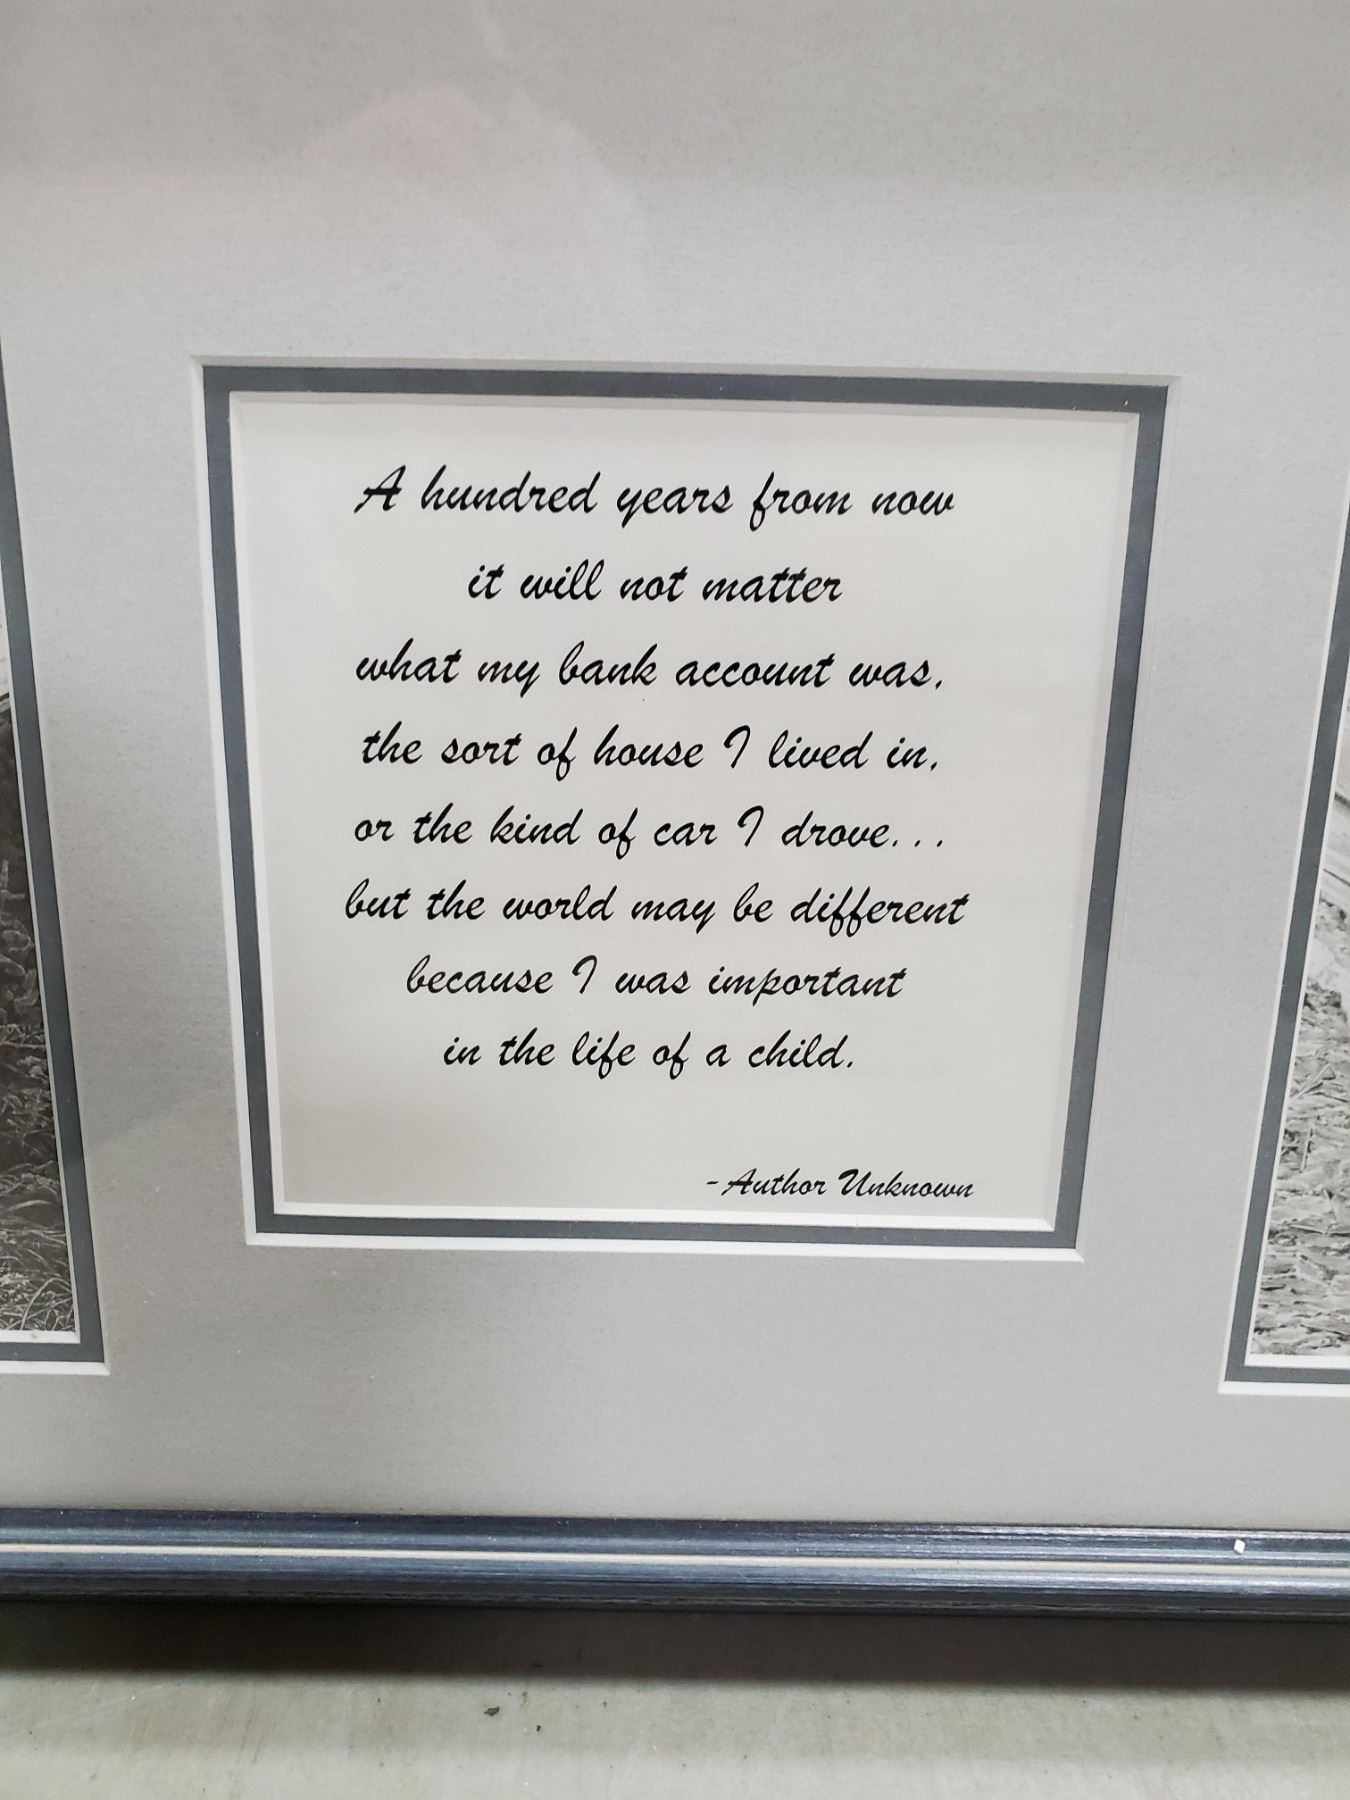 A hundred years from now
it will not matter
what my bank account was,
the sort of house I lived in,
or the kind of car I drove...
but the world may be different
because I was important
in the life of a child.
-Author Unknown